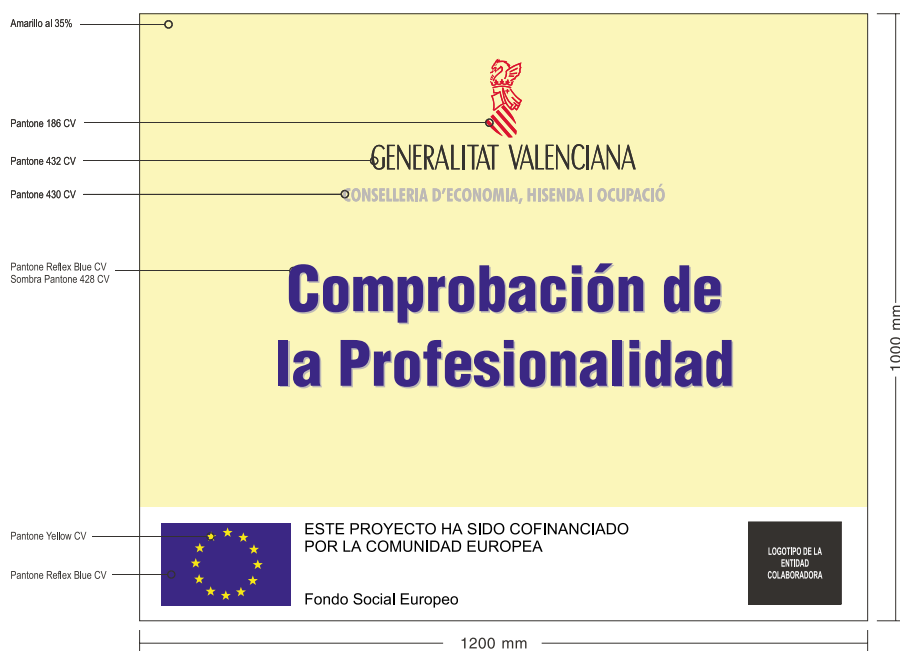 Amarillo al 35%
Pantone 186 CV
GENERALITAT VALENCIANA
Pantone 432 CV
CONSELLERIA D'ECONOMIA, HISENDA I OCUPACIÓ
Pantone 430 CV
Pantone Reflex Blue CV
Sombra Pantone 428 CV
Comprobación de
la Profesionalidad
1000 mm
Pantone Yellow CV
Pantone Reflex Blue CV
ESTE PROYECTO HA SIDO COFINANCIADO
POR LA COMUNIDAD EUROPEA
Fondo Social Europeo
LOGOTIPO DE LA
ENTIDAD
COLABORADORA
1200 mm